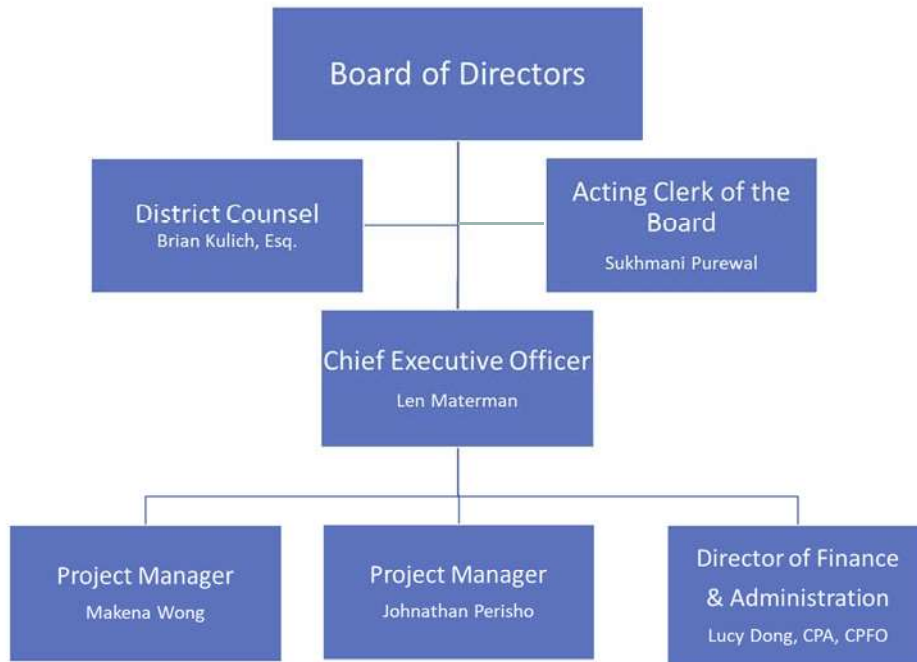 Board of Directors
District Counsel
Brian Kulich, Esq.
Acting Clerk of the
Board
Sukhmani Purewal
Chief Executive Officer
Len Materman
Project Manager
Makena Wong
Project Manager
Johnathan Perisho
Director of Finance
& Administration
Lucy Dong, CPA, CPFO